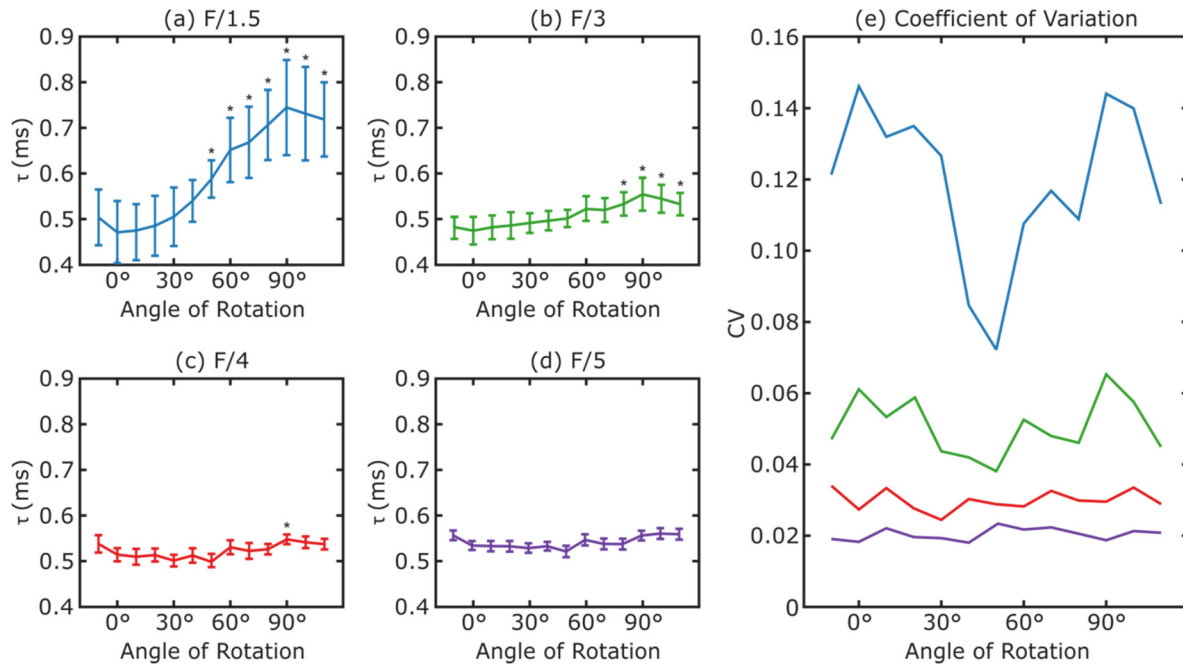 (a) F/1.5
0.9
0.8
0.7
0.6
0.5
0.4
τ (ms)
* * * * * * *
0° 30° 60° 90°
Angle of Rotation
(b) F/3
0.9
0.8
0.7
0.6
0.5
0.4
τ (ms)
* * * *
0° 30° 60° 90°
Angle of Rotation
(c) F/4
0.9
0.8
0.7
0.6
0.5
0.4
τ (ms)
*
0° 30° 60° 90°
Angle of Rotation
(d) F/5
0.9
0.8
0.7
0.6
0.5
0.4
τ (ms)
0° 30° 60° 90°
Angle of Rotation
(e) Coefficient of Variation
0.16
0.14
0.12
0.10
0.08
0.06
0.04
0.02
0
CV
0° 30° 60° 90°
Angle of Rotation